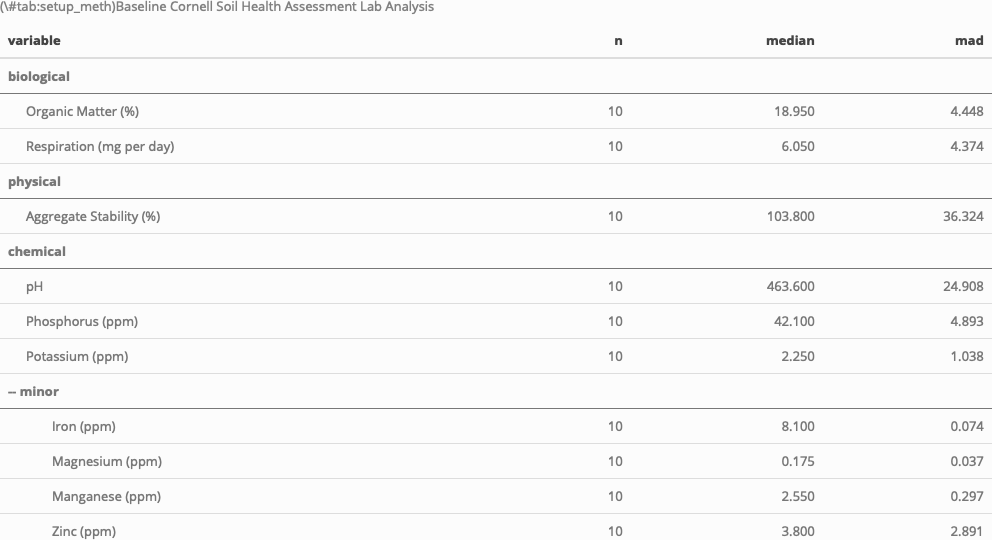 (\#tab:setup_meth)Baseline Cornell Soil Health Assessment Lab Analysis
variable n median mad
biological
Organic Matter (%) 10 18.950 4.448
Respiration (mg per day) 10 6.050 4.374
physical
Aggregate Stability (%) 10 103.800 36.324
chemical
pH 10 463.600 24.908
Phosphorus (ppm) 10 42.100 4.893
Potassium (ppm) 10 2.250 1.038
-- minor
Iron (ppm) 10 8.100 0.074
Magnesium (ppm) 10 0.175 0.037
Manganese (ppm) 10 2.550 0.297
Zinc (ppm) 10 3.800 2.891